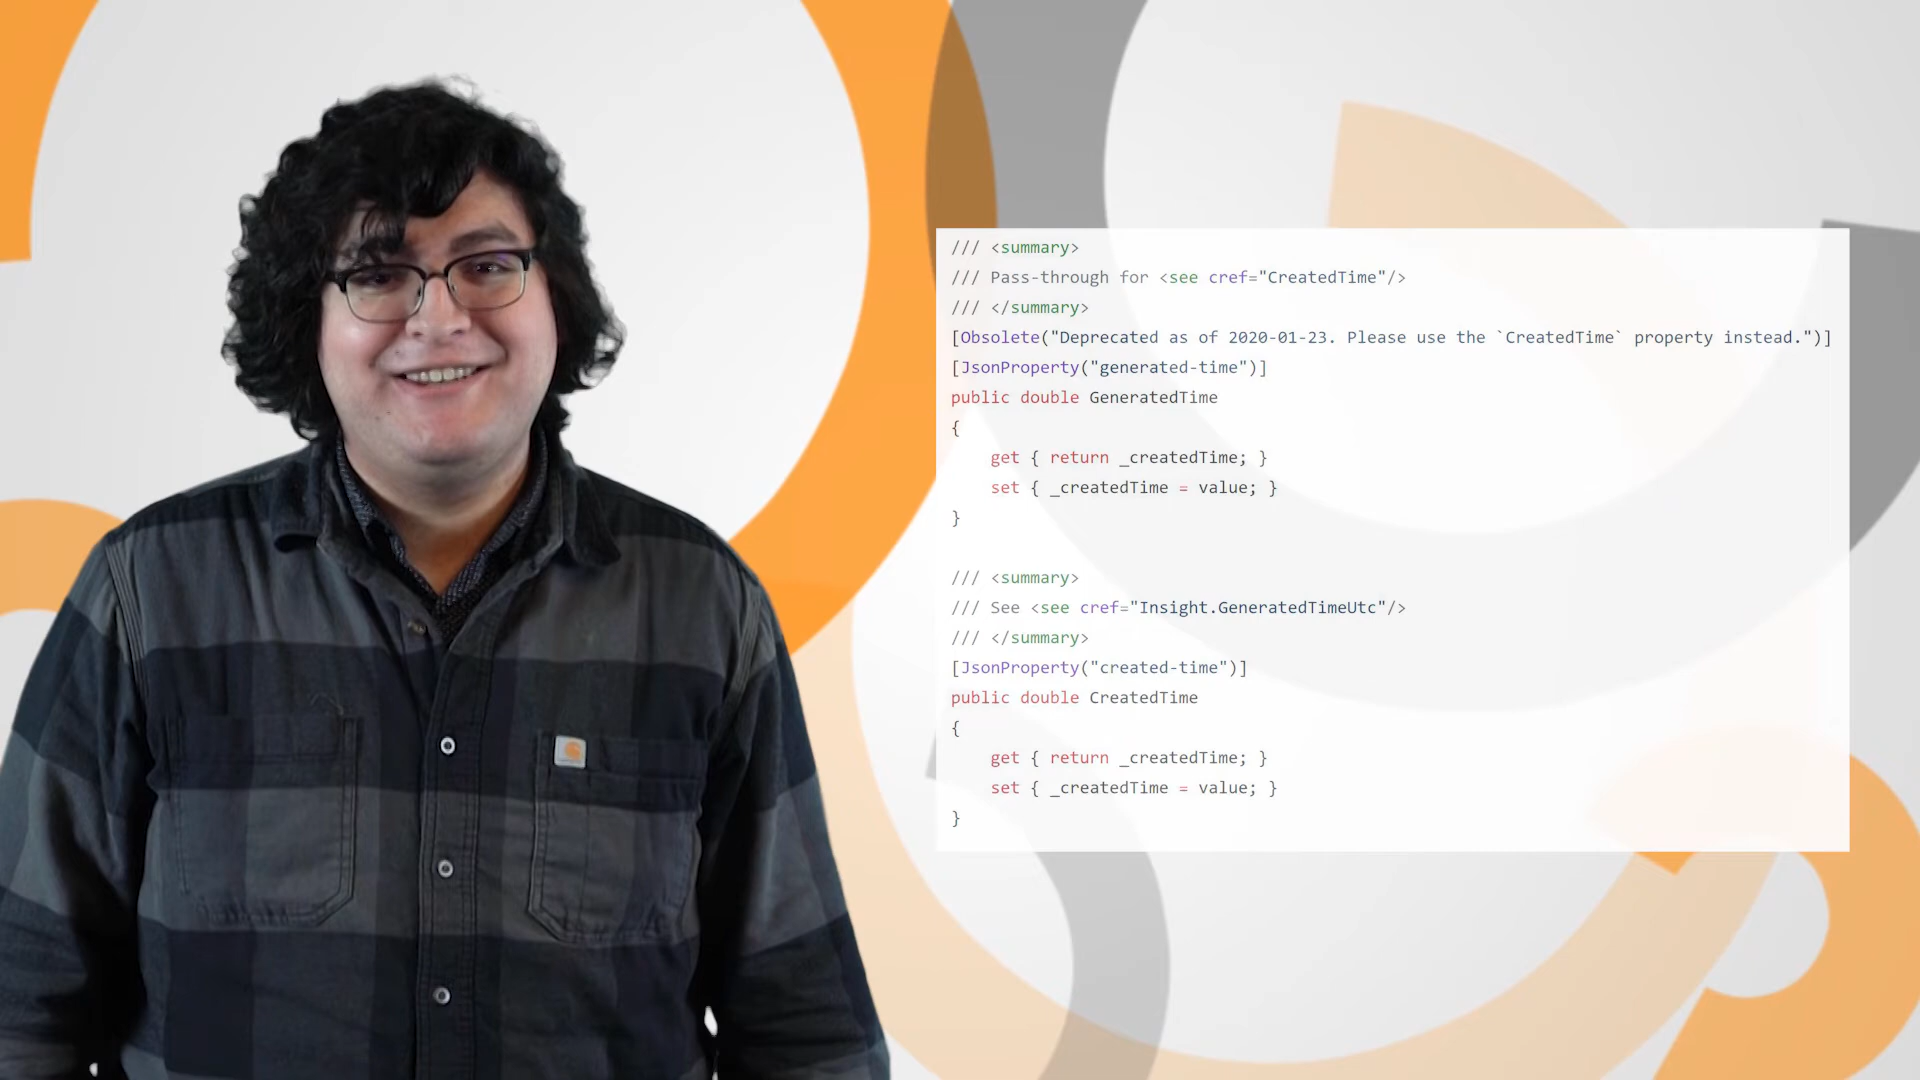 /// <summary>
/// Pass-through for <see cref="CreatedTime"/>
/// </summary>
[Obsolete("Deprecated as of 2020-01-23. Please use the `CreatedTime` property instead.")]
[JsonProperty("generated-time")]
public double GeneratedTime
{
    get { return _createdTime; }
    set { _createdTime = value; }
}

/// <summary>
/// See <see cref="Insight.GeneratedTimeUtc"/>
/// </summary>
[JsonProperty("created-time")]
public double CreatedTime
{
    get { return _createdTime; }
    set { _createdTime = value; }
}